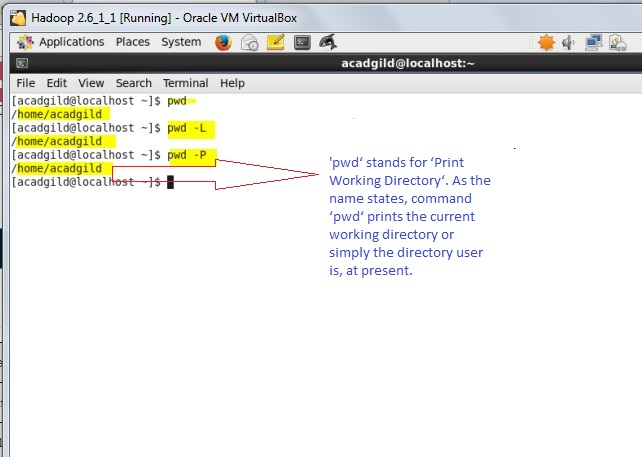 Hadoop 2.6_1_1 [Running] - Oracle VM VirtualBox
Applications Places System
acadgild@localhost:~
File Edit View Search Terminal Help
[acadgild@localhost ~]$ pwd
/home/acadgild
[acadgild@localhost ~]$ pwd -L
/home/acadgild
[acadgild@localhost ~]$ pwd -P
/home/acadgild
[acadgild@localhost ~]$
'pwd' stands for ‘Print
Working Directory’. As the
name states, command
‘pwd’ prints the current
working directory or
simply the directory user
is, at present.